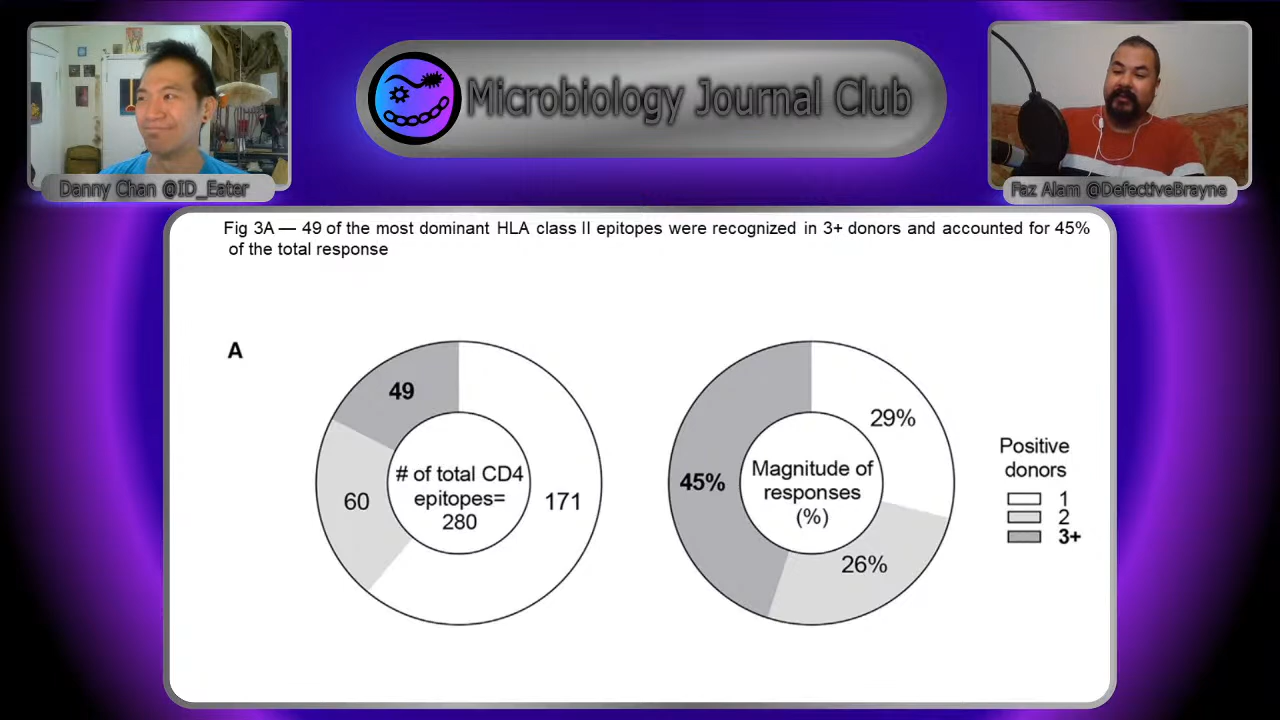 Microbiology Journal Club
Danny Chan @ID_Eater
Faz Alam @DefectiveBrayne
Fig 3A — 49 of the most dominant HLA class II epitopes were recognized in 3+ donors and accounted for 45%
of the total response
A
49
60
171
# of total CD4
epitopes=
280
29%
45%
26%
Magnitude of
responses
(%)
Positive
donors
1
2
3+